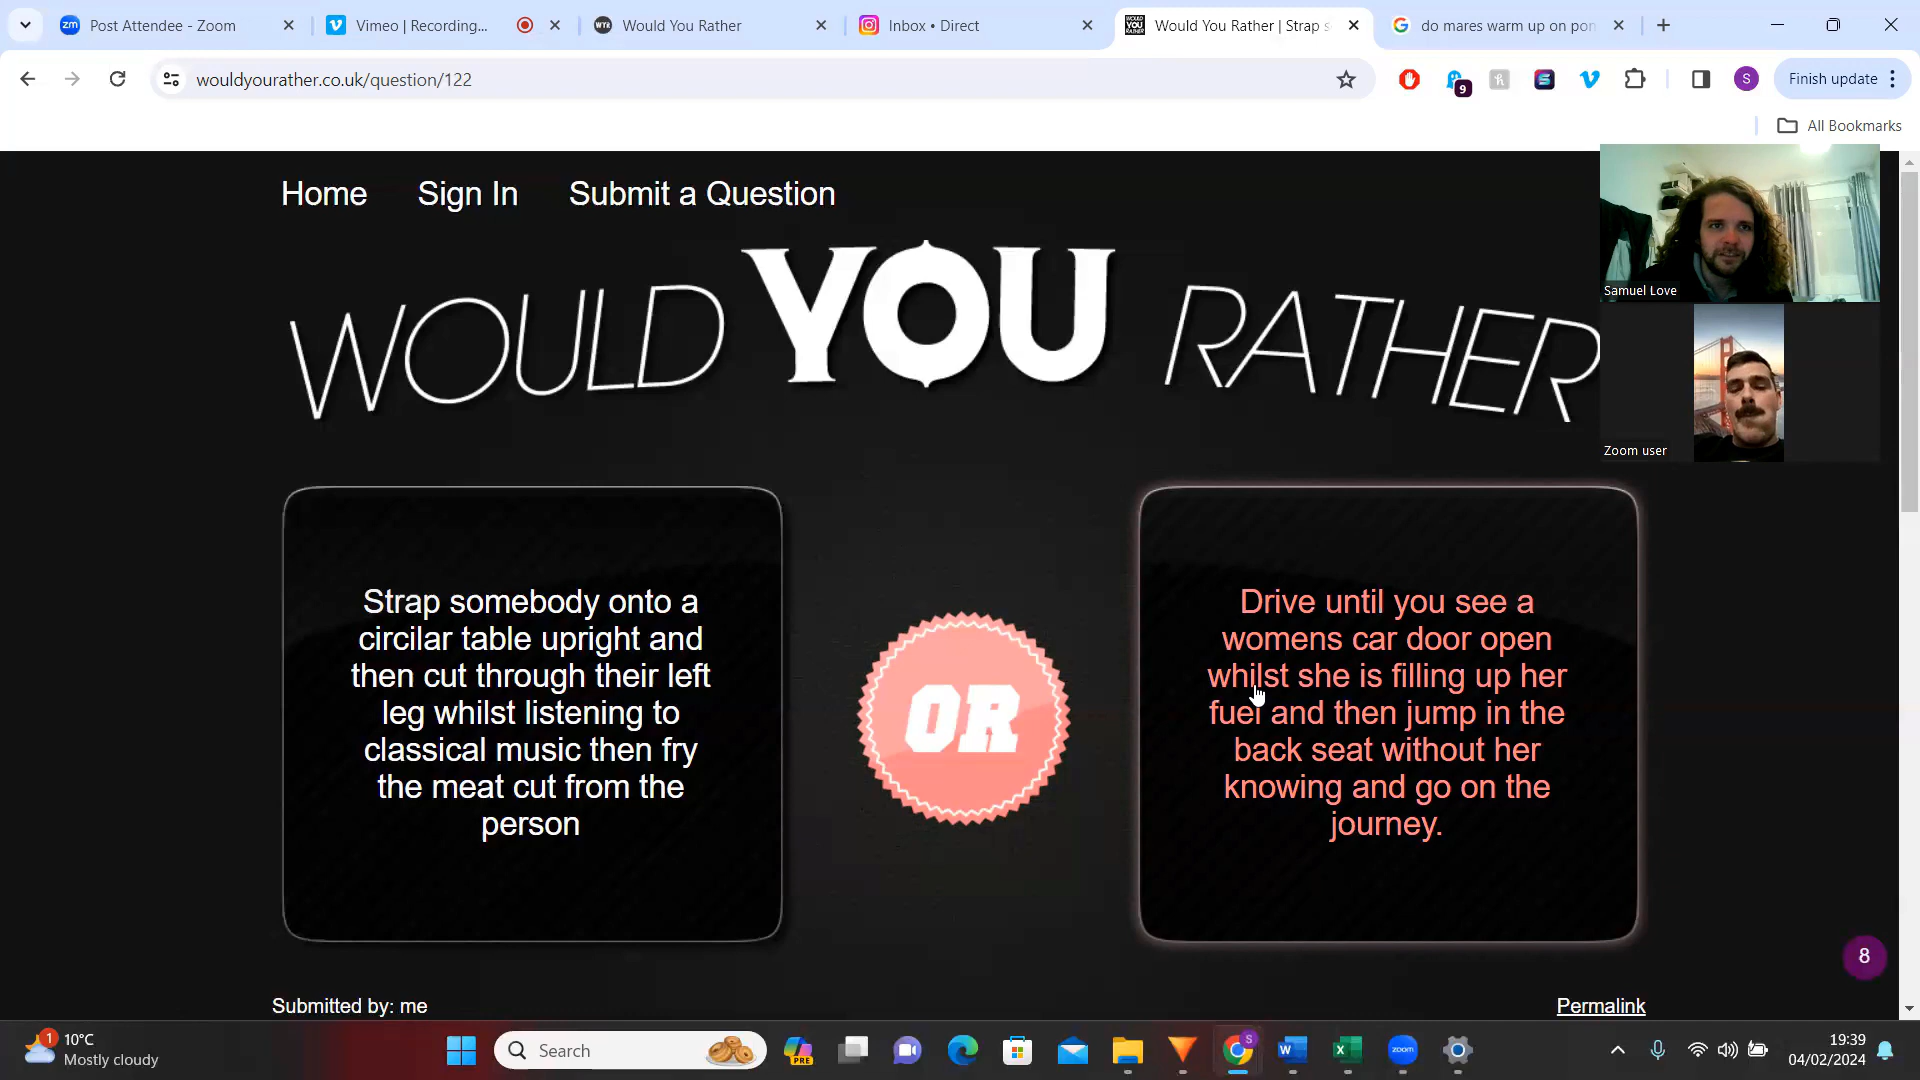 Post Attendee - Zoom
Vimeo | Recording...
Would You Rather
Inbox • Direct
Would You Rather | Strap s
do mares warm up on pon
wouldyourather.co.uk/question/122
9
S
Finish update
All Bookmarks
Home
Sign In
Submit a Question
WOULD YOU RATHER
Samuel Love
Zoom user
Strap somebody onto a
circilar table upright and
then cut through their left
leg whilst listening to
classical music then fry
the meat cut from the
person
OR
Drive until you see a
womens car door open
whilst she is filling up her
fuel and then jump in the
back seat without her
knowing and go on the
journey.
8
Submitted by: me
Permalink
1
10°C
Mostly cloudy
Search
PRE
S
zoom
19:39
04/02/2024